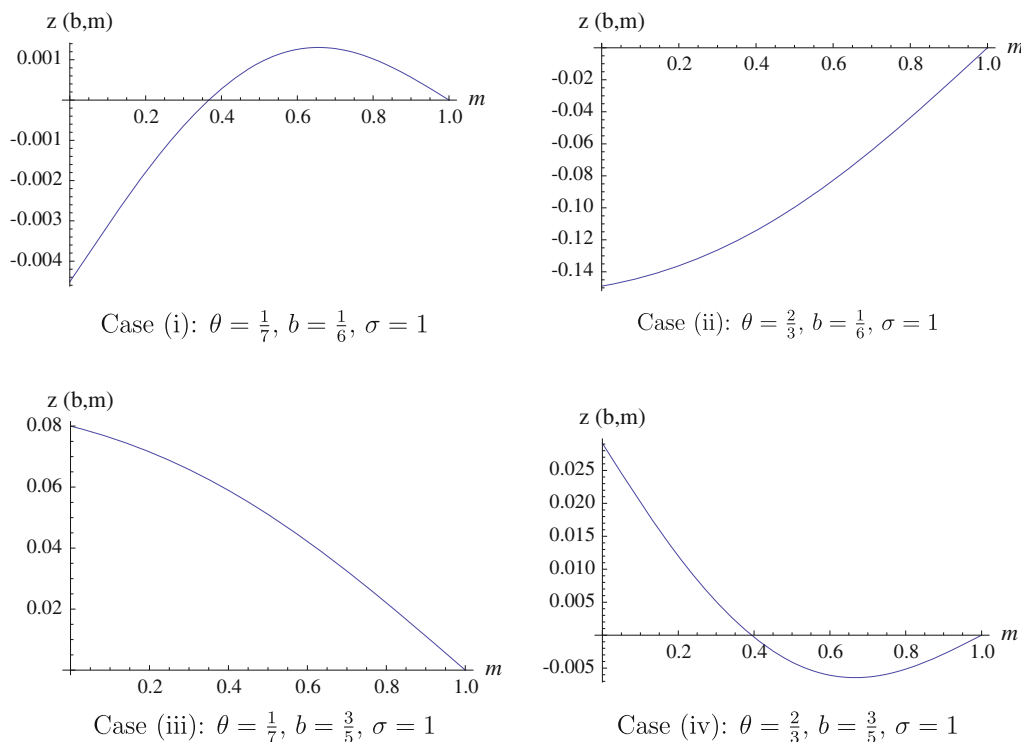 z (b,m)
0.001
-0.001
-0.002
-0.003
-0.004
0.2 0.4 0.6 0.8 1.0
m
Case (i): θ = 1/7, b = 1/6, σ = 1
z (b,m)
-0.02
-0.04
-0.06
-0.08
-0.10
-0.12
-0.14
0.2 0.4 0.6 0.8 1.0
m
Case (ii): θ = 2/3, b = 1/6, σ = 1
z (b,m)
0.08
0.06
0.04
0.02
0.2 0.4 0.6 0.8 1.0
m
Case (iii): θ = 1/7, b = 3/5, σ = 1
z (b,m)
0.025
0.020
0.015
0.010
0.005
-0.005
0.2 0.4 0.6 0.8 1.0
m
Case (iv): θ = 2/3, b = 3/5, σ = 1